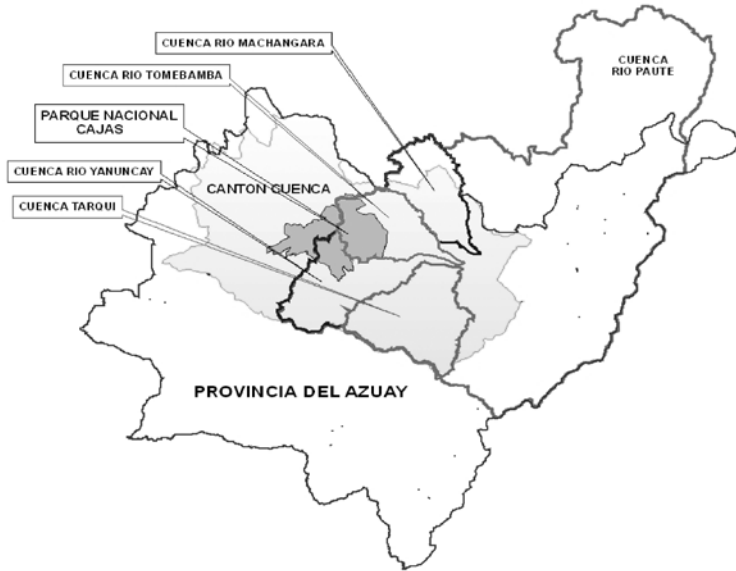 CUENCA RIO MACHANGARA
CUENCA RIO TOMEBAMBA
PARQUE NACIONAL
CAJAS
CUENCA RIO YANUNCAY
CUENCA TARQUI
CUENCA
RIO PAUTE
CANTON CUENCA
PROVINCIA DEL AZUAY